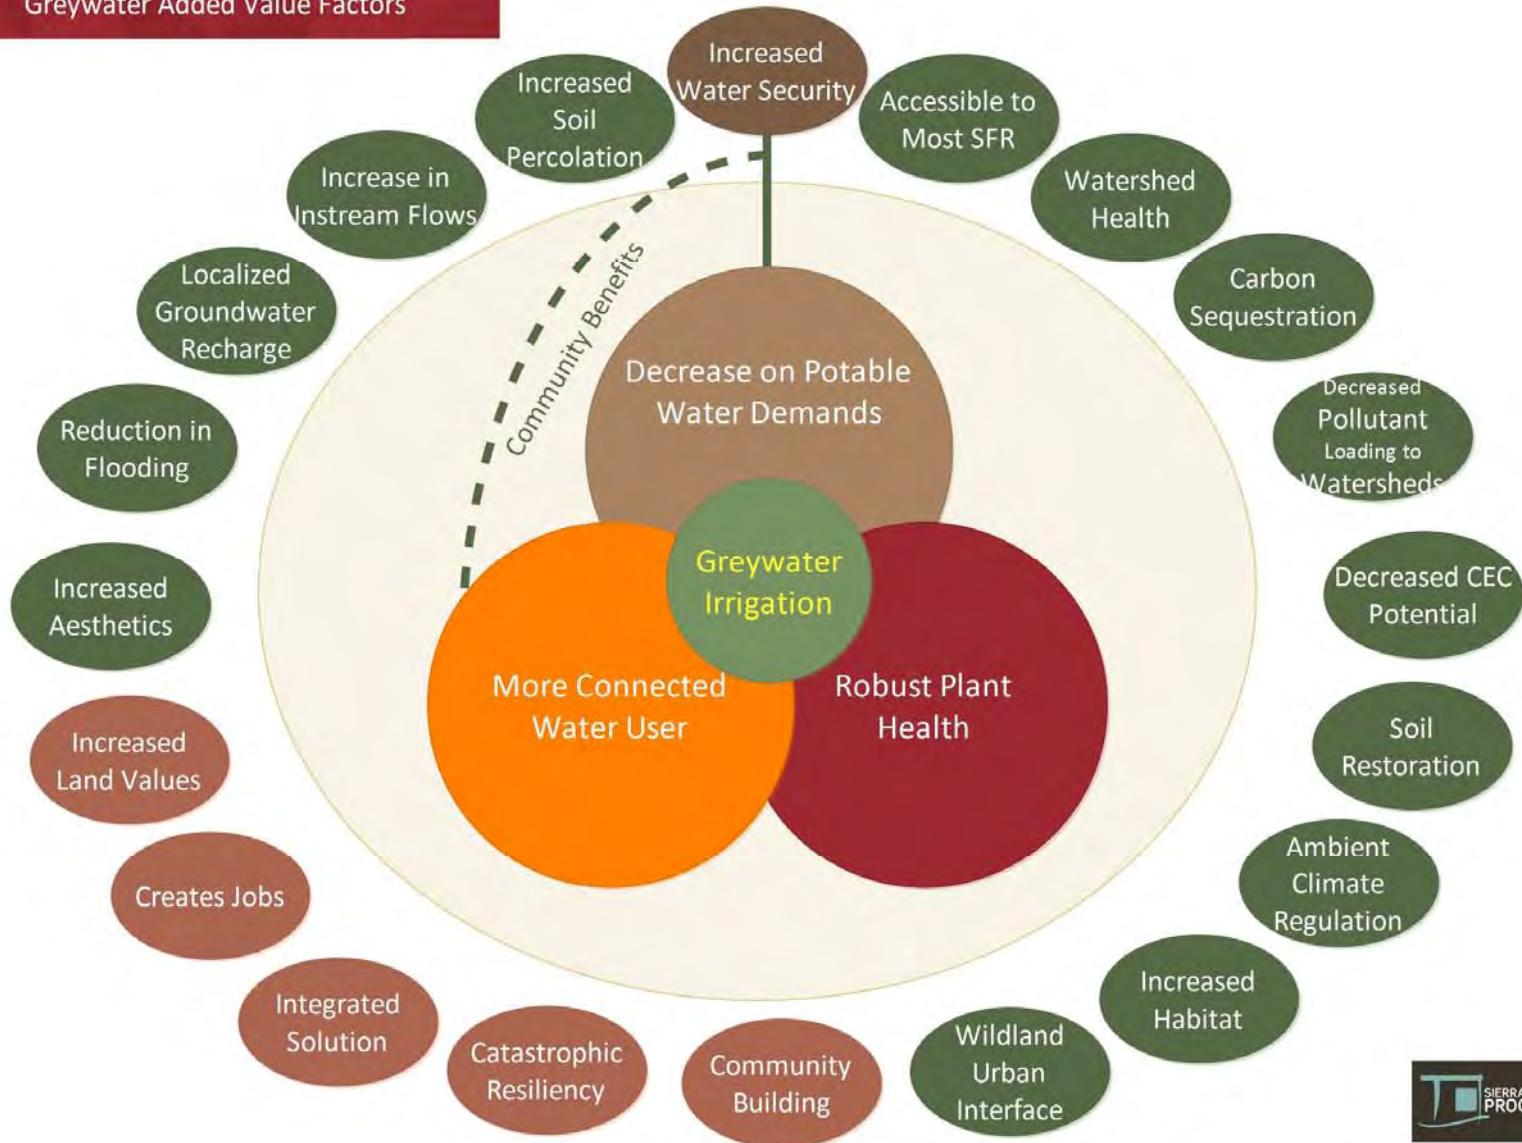 Greywater Added Value Factors
Increased
Water Security
Increased
Soil
Percolation
Accessible to
Most SFR
Increase in
Instream Flows
Watershed
Health
Localized
Groundwater
Recharge
Carbon
Sequestration
Community Benefits
Decrease on Potable
Water Demands
Reduction in
Flooding
Decreased
Pollutant
Loading to
Watersheds
Greywater
Irrigation
Increased
Aesthetics
Decreased CEC
Potential
More Connected
Water User
Robust Plant
Health
Increased
Land Values
Soil
Restoration
Creates Jobs
Ambient
Climate
Regulation
Integrated
Solution
Increased
Habitat
Catastrophic
Resiliency
Community
Building
Wildland
Urban
Interface
SIERRA